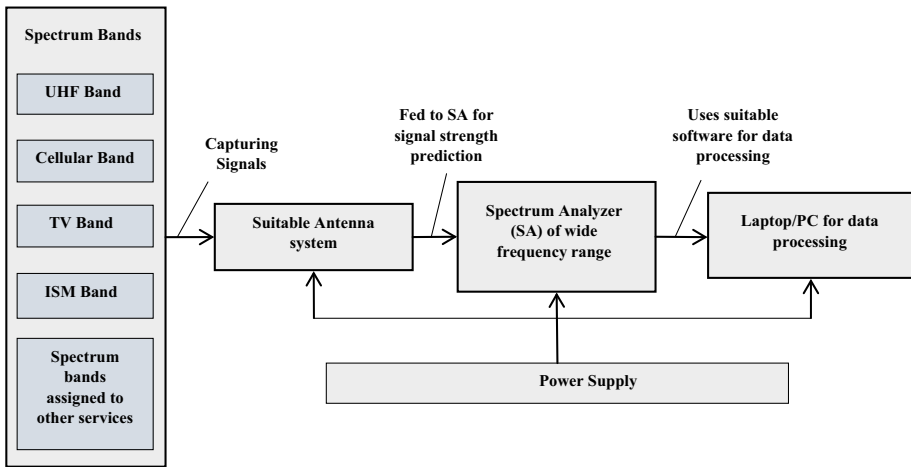 Spectrum Bands
UHF Band
Cellular Band
TV Band
ISM Band
Spectrum
bands
assigned to
other services
Capturing
Signals
Suitable Antenna
system
Fed to SA for
signal strength
prediction
Spectrum Analyzer
(SA) of wide
frequency range
Uses suitable
software for data
processing
Laptop/PC for data
processing
Power Supply